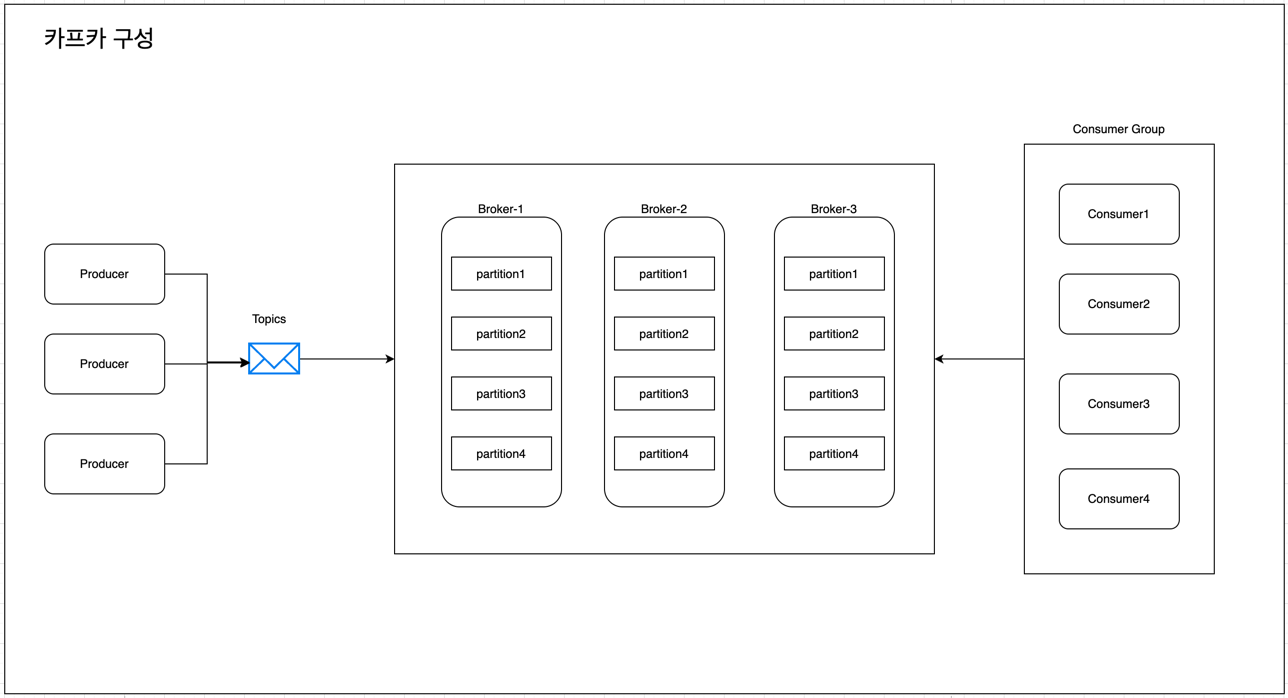 카프카 구성
Producer
Producer
Producer
Topics
Broker-1
partition1
partition2
partition3
partition4
Broker-2
partition1
partition2
partition3
partition4
Broker-3
partition1
partition2
partition3
partition4
Consumer Group
Consumer1
Consumer2
Consumer3
Consumer4